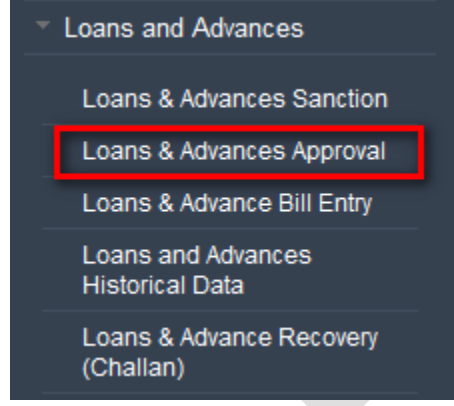 Loans and Advances
Loans & Advances Sanction
Loans & Advances Approval
Loans & Advance Bill Entry
Loans and Advances
Historical Data
Loans & Advance Recovery
(Challan)